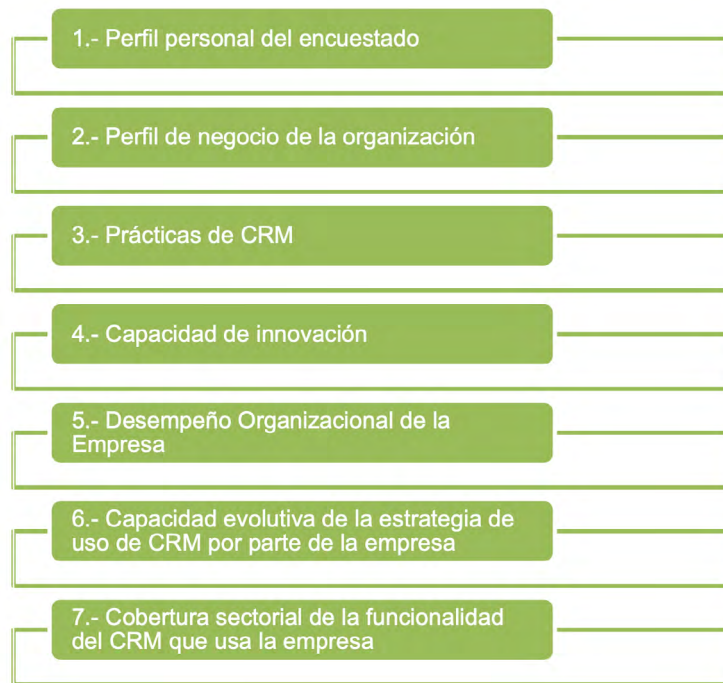 1.- Perfil personal del encuestado
2.- Perfil de negocio de la organización
3.- Prácticas de CRM
4.- Capacidad de innovación
5.- Desempeño Organizacional de la
Empresa
6.- Capacidad evolutiva de la estrategia de
uso de CRM por parte de la empresa
7.- Cobertura sectorial de la funcionalidad
del CRM que usa la empresa